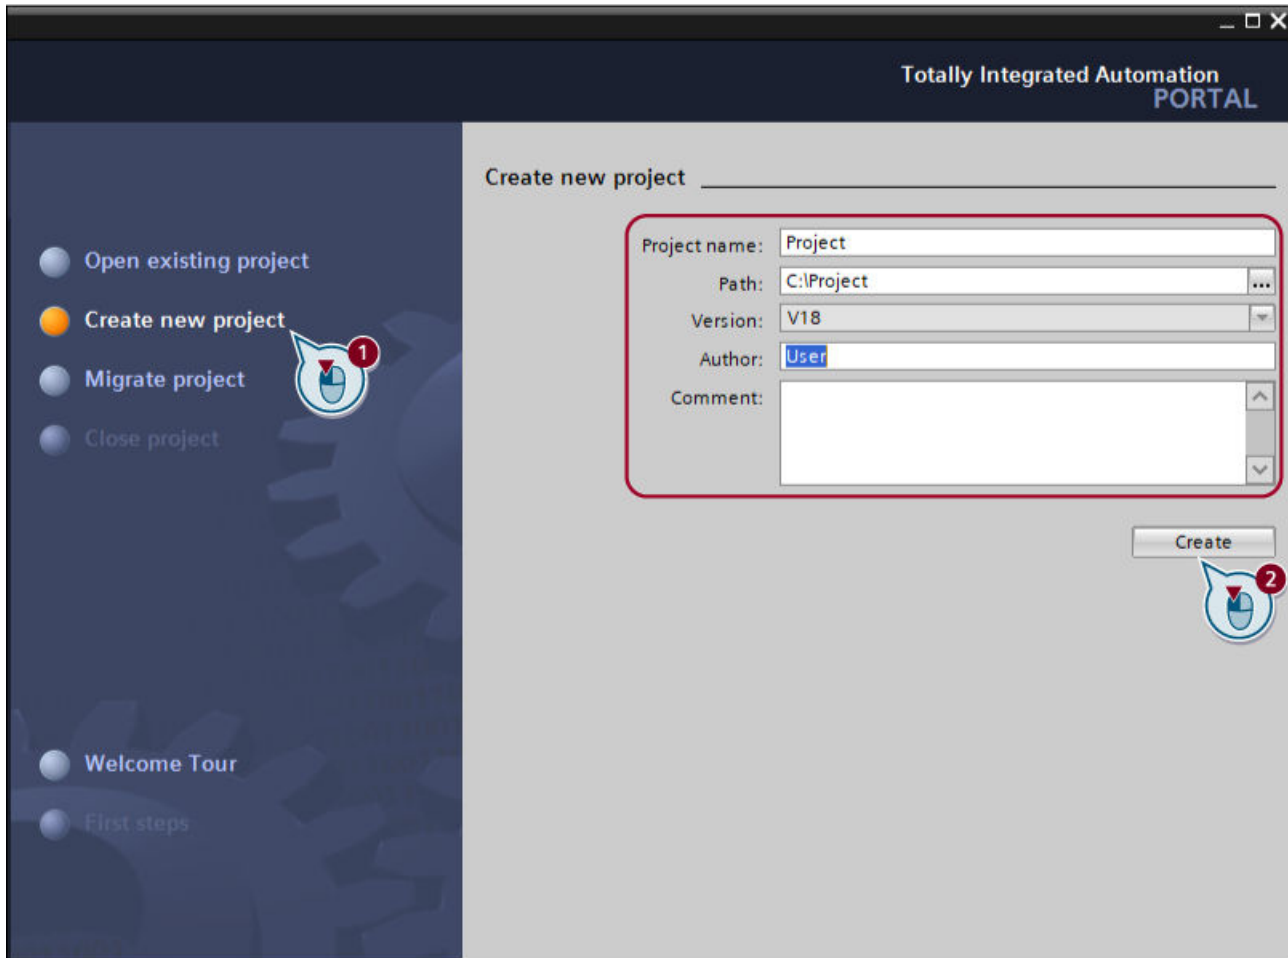 Totally Integrated Automation
PORTAL
Create new project
Open existing project
Create new project
1
Migrate project
Close project
Welcome Tour
First steps
Project name: Project
Path: C:\Project
...
Version: V18
Author: User
Comment:
Create
2